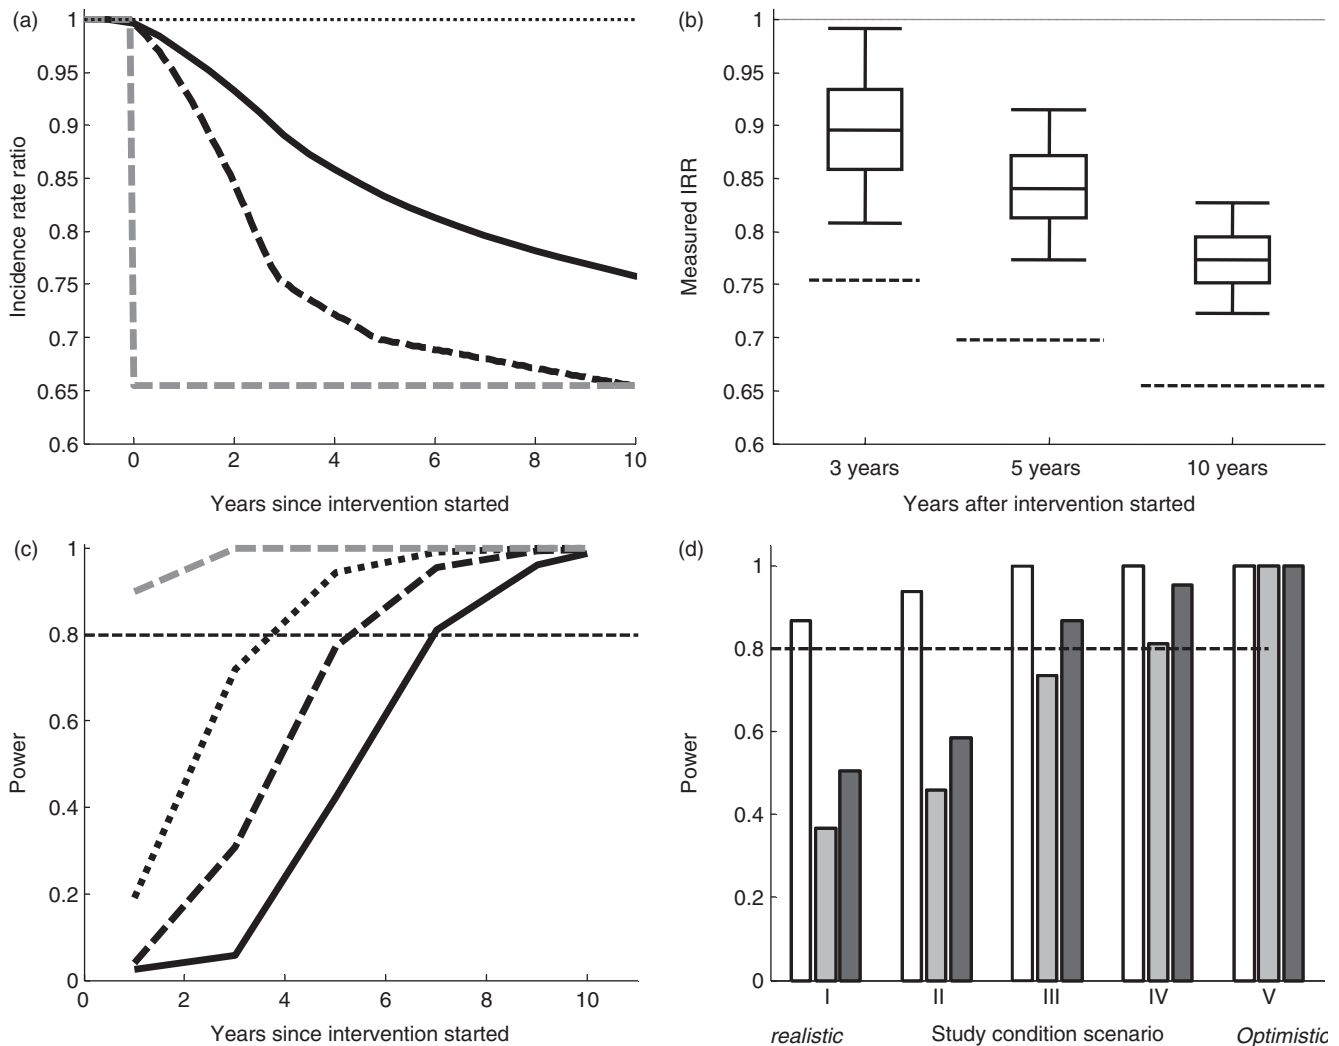 (a)
1
0.95
0.9
0.85
0.8
0.75
0.7
0.65
0.6
Incidence rate ratio
0 2 4 6 8 10
Years since intervention started
(b)
1
0.95
0.9
0.85
0.8
0.75
0.7
0.65
0.6
Measured IRR
3 years 5 years 10 years
Years after intervention started
(c)
1
0.8
0.6
0.4
0.2
0
Power
0 2 4 6 8 10
Years since intervention started
(d)
1
0.8
0.6
0.4
0.2
0
Power
I II III IV V
realistic Study condition scenario Optimistic